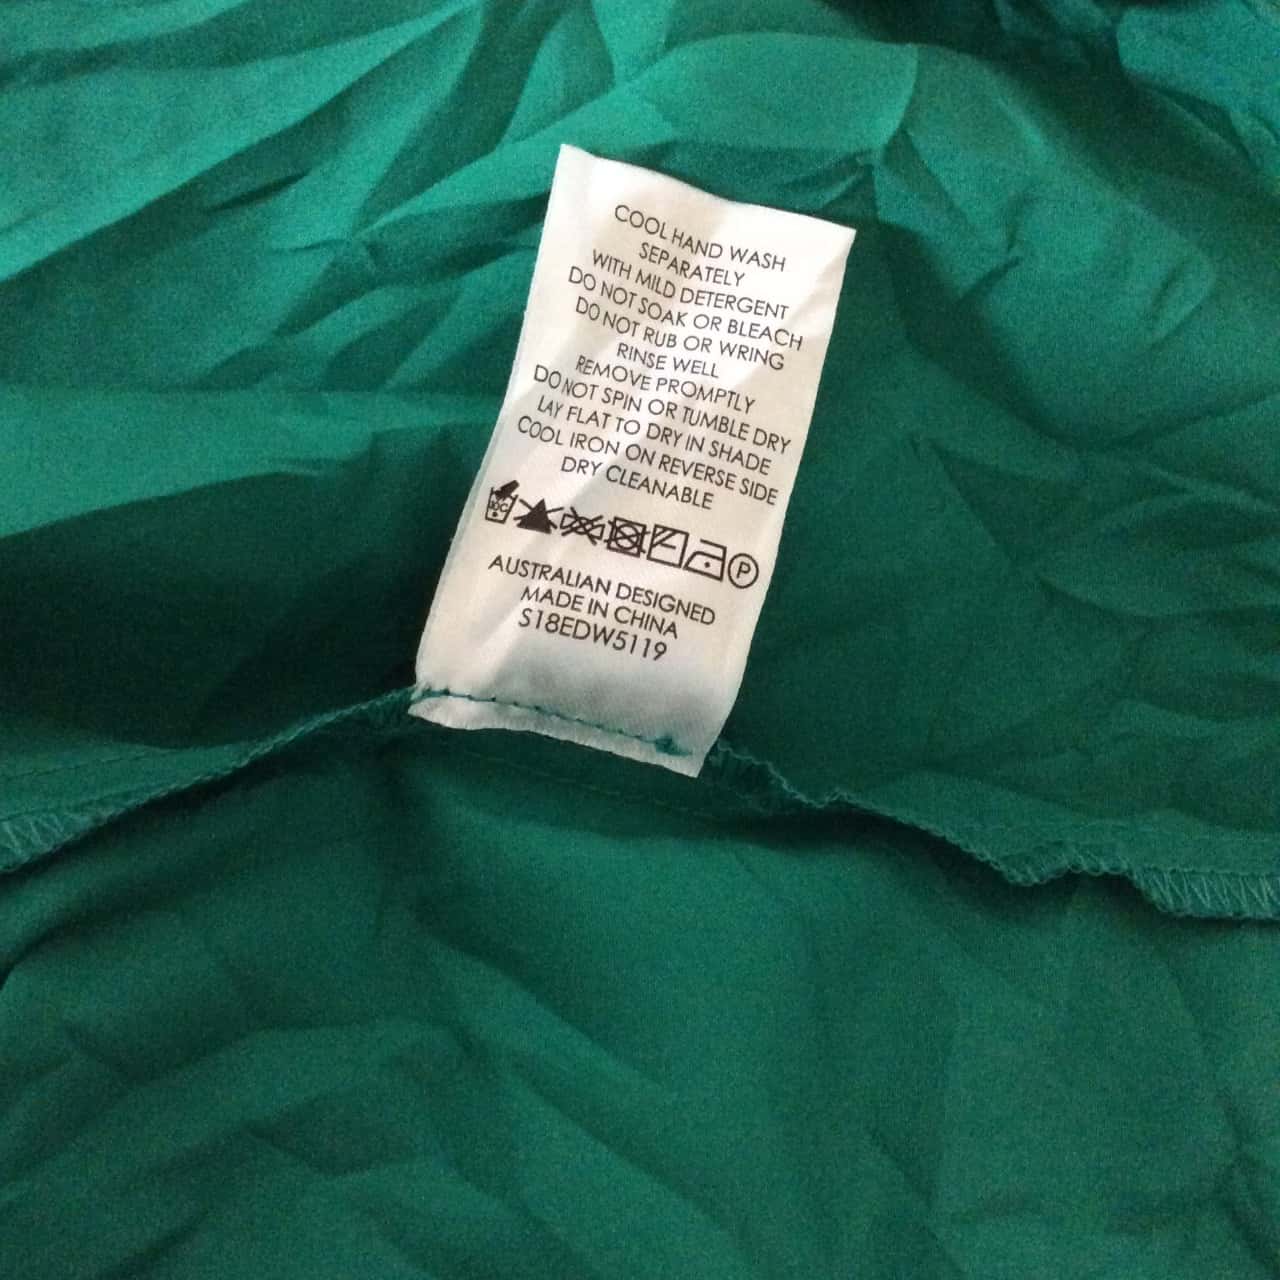 COOL HAND WASH
SEPARATELY
WITH MILD DETERGENT
DO NOT SOAK OR BLEACH
DO NOT RUB OR WRING
RINSE WELL
REMOVE PROMPTLY
DO NOT SPIN OR TUMBLE DRY
LAY FLAT TO DRY IN SHADE
COOL IRON ON REVERSE SIDE
DRY CLEANABLE
P
AUSTRALIAN DESIGNED
MADE IN CHINA
S18EDW5119